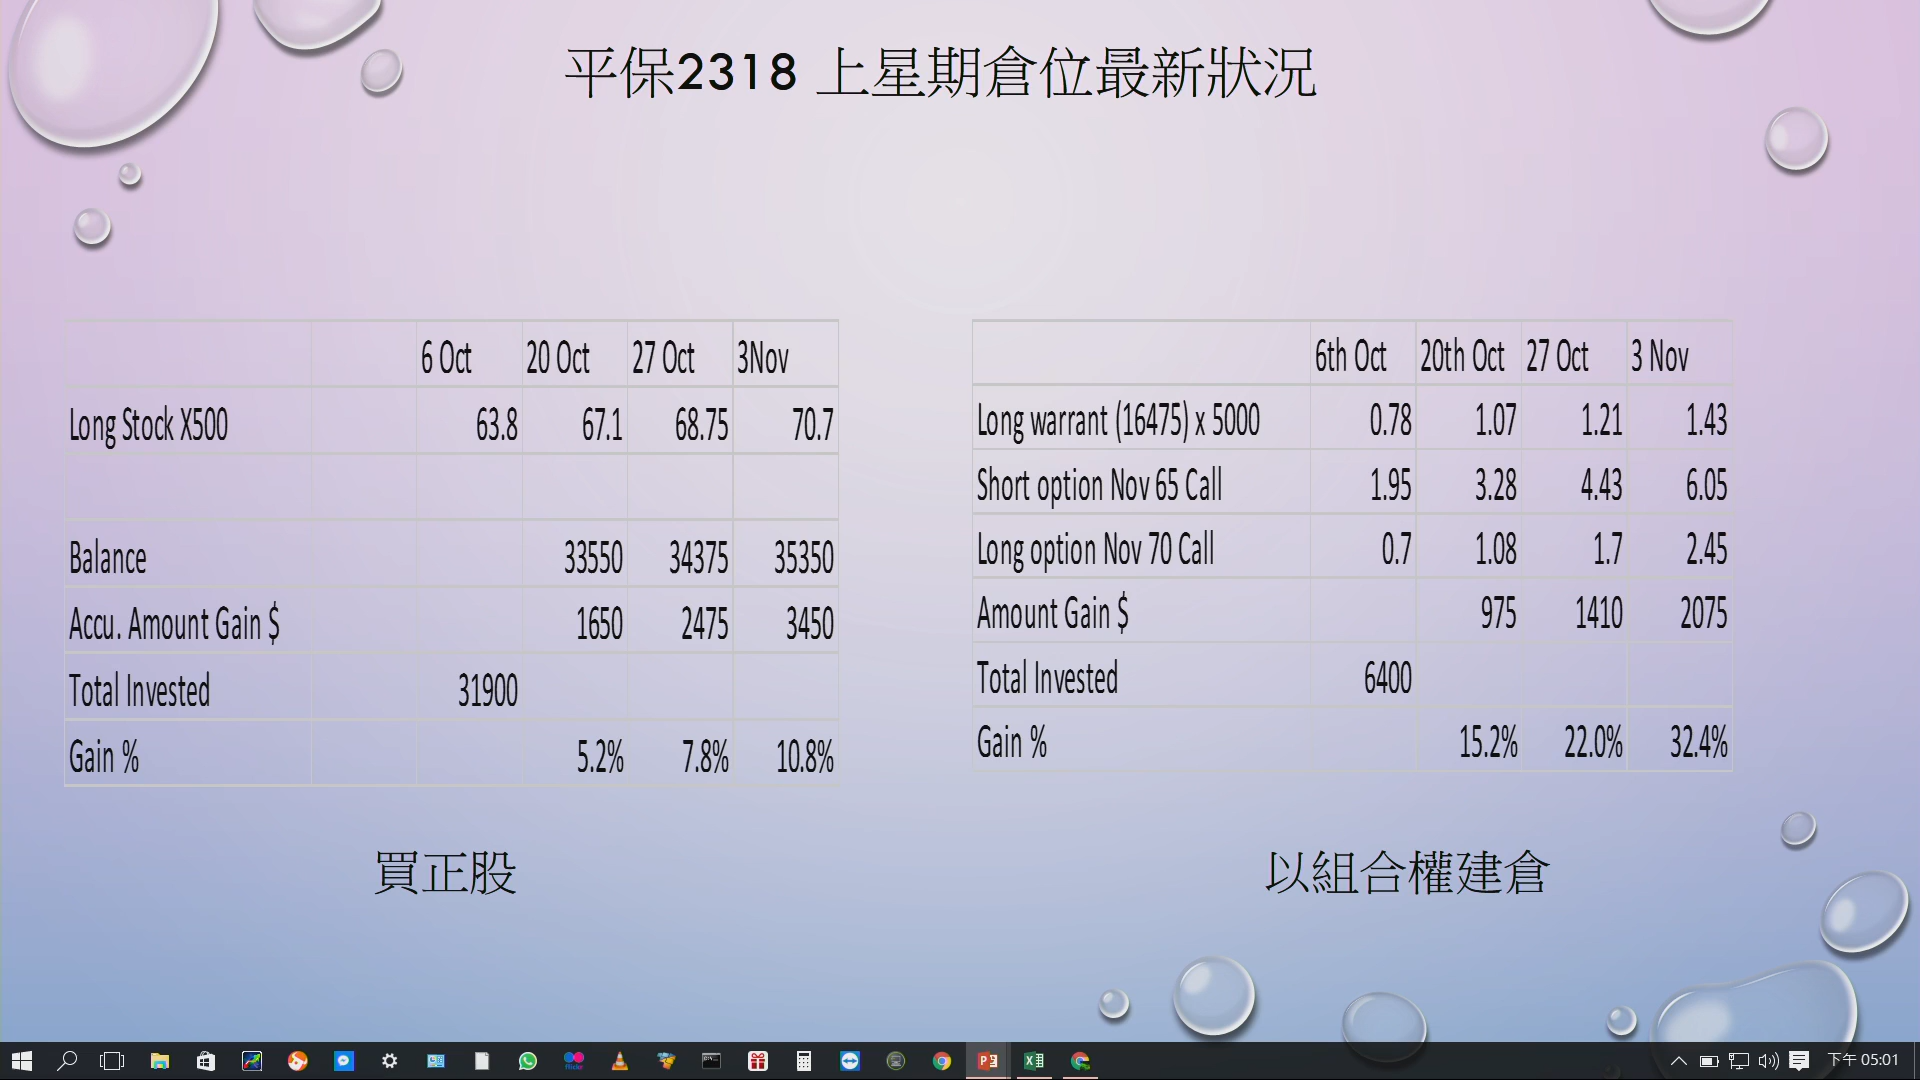 平保2318 上星期倉位最新狀況
6 Oct 20 Oct 27 Oct 3Nov
Long Stock X500 63.8 67.1 68.75 70.7
Balance 33550 34375 35350
Accu. Amount Gain $ 1650 2475 3450
Total Invested 31900
Gain % 5.2% 7.8% 10.8%
買正股
6th Oct 20th Oct 27 Oct 3 Nov
Long warrant (16475) x 5000 0.78 1.07 1.21 1.43
Short option Nov 65 Call 1.95 3.28 4.43 6.05
Long option Nov 70 Call 0.7 1.08 1.7 2.45
Amount Gain $ 975 1410 2075
Total Invested 6400
Gain % 15.2% 22.0% 32.4%
以組合權建倉
下午 05:01